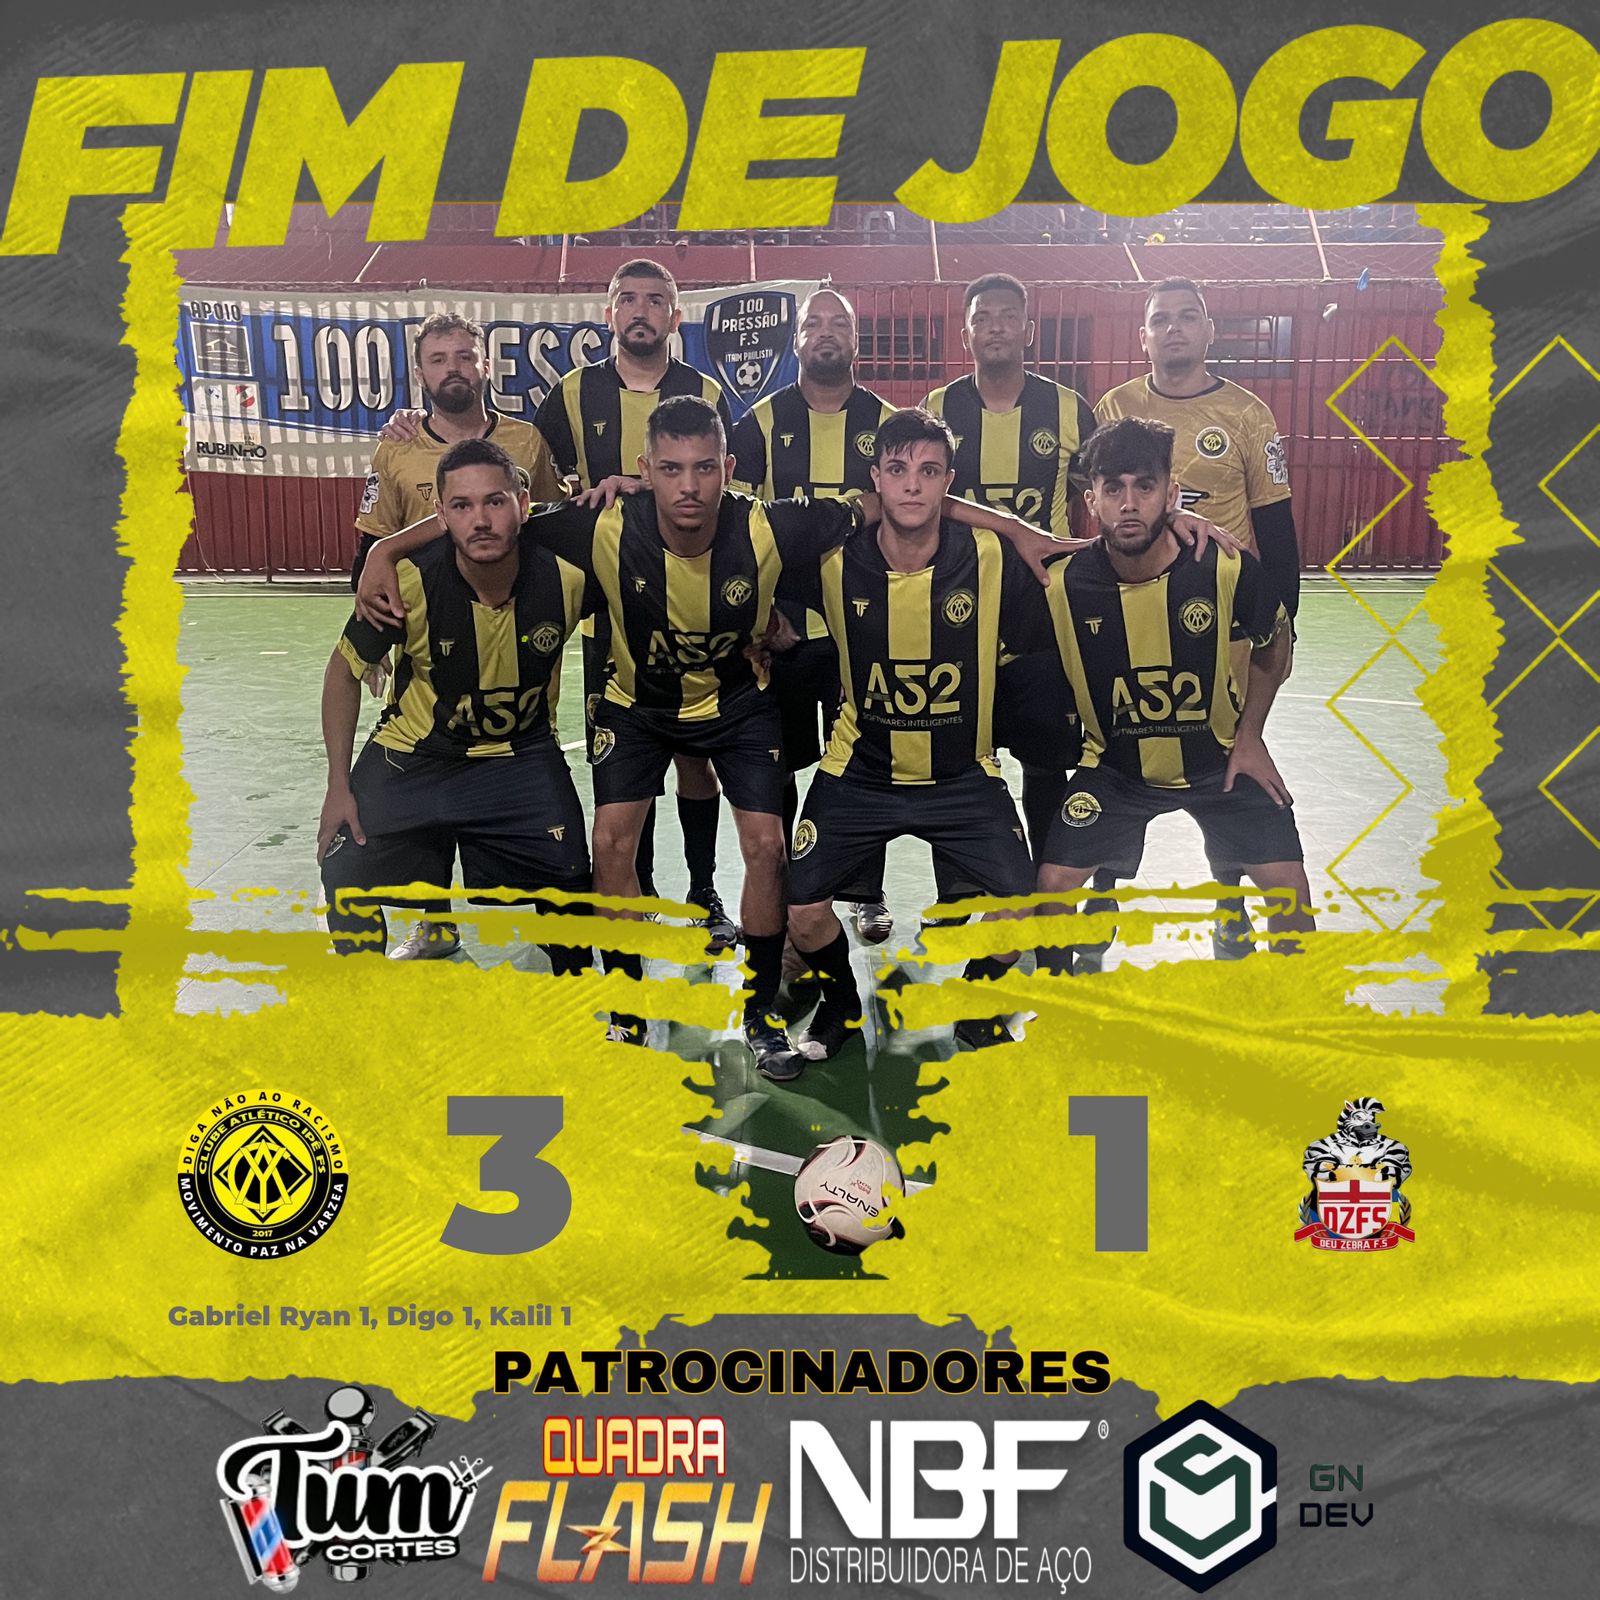 FIM DE JOGO
APOIO
100 PRESSÃO
RUBINHO
100
PRESSÃO
F.S
ITAIM PAULISTA
A52
A52
A52
SOFTWARES INTELIGENTES
A52
SOFTWARES INTELIGENTES
A52
DIGA NÃO AO RACISMO
CLUBE ATLÉTICO IPÊ FS
2017
MOVIMENTO PAZ NA VARZEA
3
1
PENALTY
DZFS
DEU ZEBRA F.S
Gabriel Ryan 1, Digo 1, Kalil 1
PATROCINADORES
Tum
CORTES
QUADRA
FLASH
NBF®
DISTRIBUIDORA DE AÇO
GN
DEV